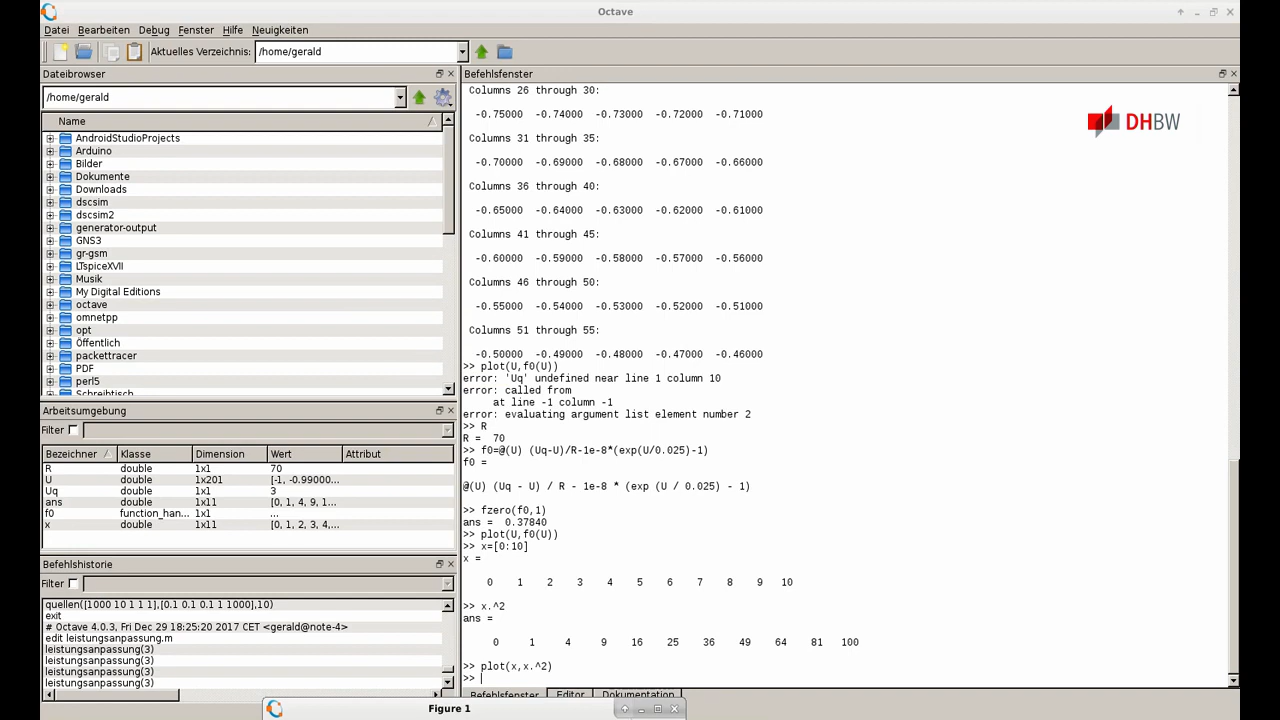 Octave
Datei Bearbeiten Debug Fenster Hilfe Neuigkeiten
Aktuelles Verzeichnis: /home/gerald
Dateibrowser
/home/gerald
Name
AndroidStudioProjects
Arduino
Bilder
Dokumente
Downloads
dscsim
dscsim2
generator-output
GNS3
gr-gsm
LTspiceXVII
Musik
My Digital Editions
octave
omnetpp
opt
Öffentlich
packettracer
PDF
perl5
Schreibtisch
Arbeitsumgebung
Filter
Bezeichner Klasse Dimension Wert Attribut
R double 1x1 70
U double 1x201 [-1, -0.99000...
Uq double 1x1 3
ans double 1x11 [0, 1, 4, 9, 1...
f0 function_han... 1x1 ...
x double 1x11 [0, 1, 2, 3, 4,...
Befehlshistorie
Filter
quellen([1000 10 1 1 1],[0.1 0.1 0.1 1 1000],10)
exit
# Octave 4.0.3, Fri Dec 29 18:25:20 2017 CET <gerald@note-4>
edit leistungsanpassung.m
leistungsanpassung(3)
leistungsanpassung(3)
leistungsanpassung(3)
leistungsanpassung(3)
Befehlsfenster
Columns 26 through 30:
-0.75000 -0.74000 -0.73000 -0.72000 -0.71000
Columns 31 through 35:
-0.70000 -0.69000 -0.68000 -0.67000 -0.66000
Columns 36 through 40:
-0.65000 -0.64000 -0.63000 -0.62000 -0.61000
Columns 41 through 45:
-0.60000 -0.59000 -0.58000 -0.57000 -0.56000
Columns 46 through 50:
-0.55000 -0.54000 -0.53000 -0.52000 -0.51000
Columns 51 through 55:
-0.50000 -0.49000 -0.48000 -0.47000 -0.46000
>> plot(U,f0(U))
error: 'Uq' undefined near line 1 column 10
error: called from
at line -1 column -1
error: evaluating argument list element number 2
>> R
R = 70
>> f0=@(U) (Uq-U)/R-1e-8*(exp(U/0.025)-1)
f0 =
@(U) (Uq - U) / R - 1e-8 * (exp (U / 0.025) - 1)
>> fzero(f0,1)
ans = 0.37840
>> plot(U,f0(U))
>> x=[0:10]
x =
0 1 2 3 4 5 6 7 8 9 10
>> x.^2
ans =
0 1 4 9 16 25 36 49 64 81 100
>> plot(x,x.^2)
>>
Befehlsfenster Editor Dokumentation
Figure 1
DHBW